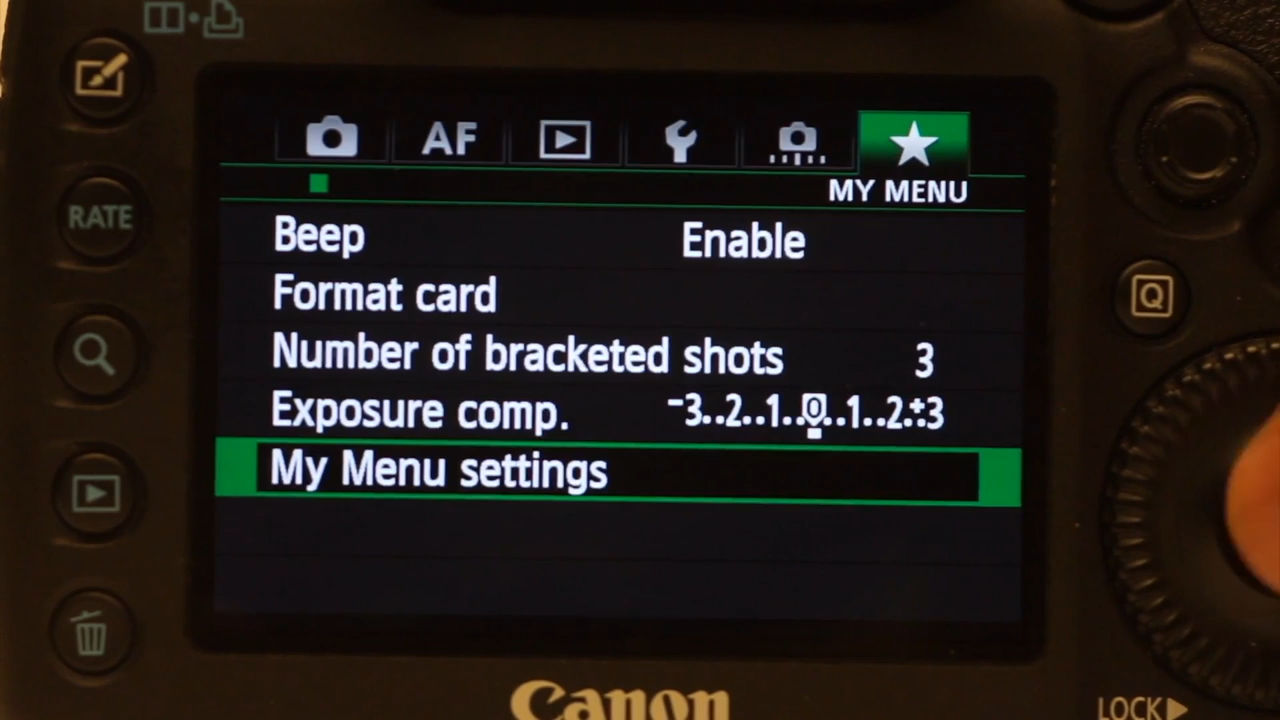 AF
MY MENU
RATE
Beep Enable
Format card
Number of bracketed shots 3
Q
Exposure comp. -3..2..1..0..1..2.+3
My Menu settings
Canon
LOCK